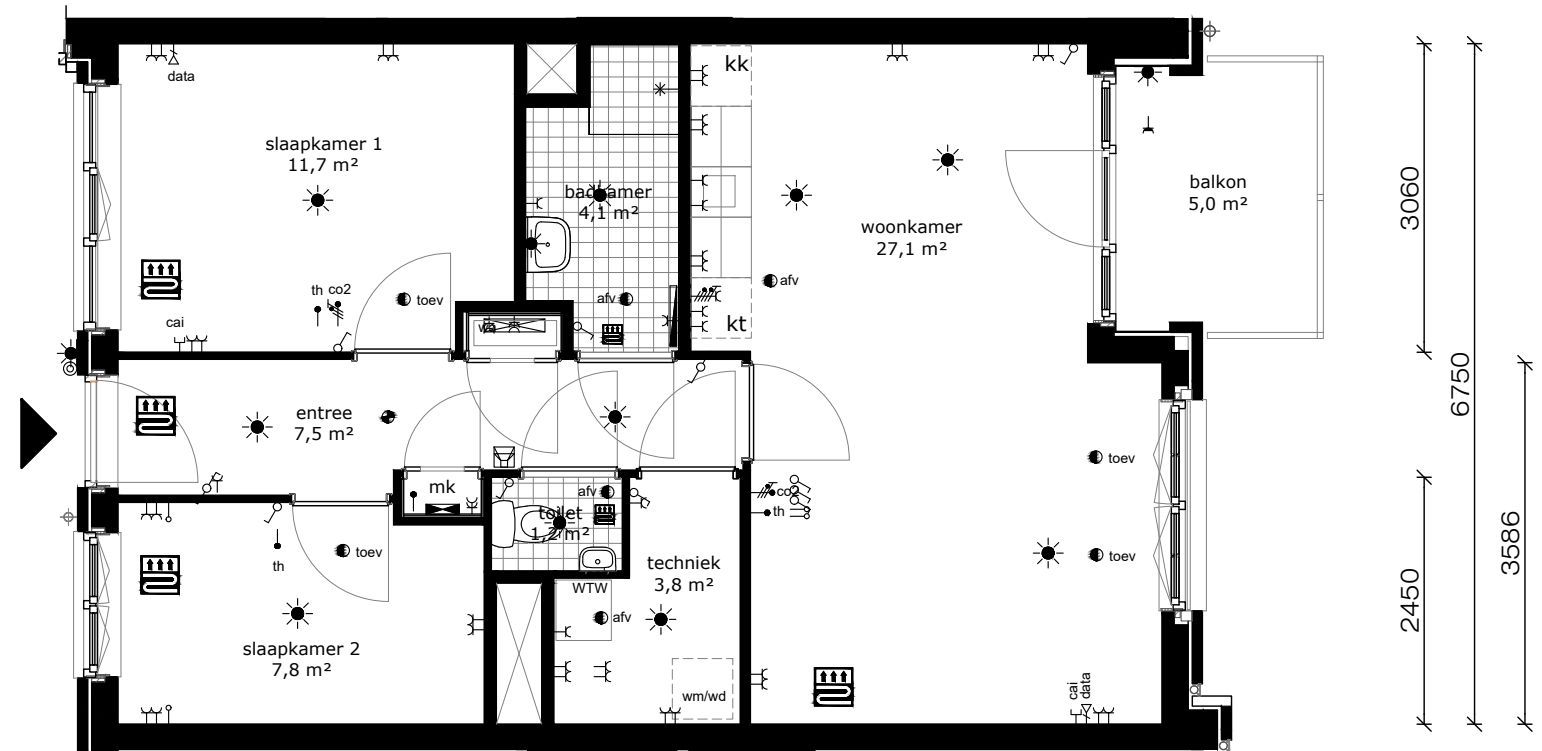 data
kk
slaapkamer 1
11,7 m²
badkamer
4,1 m²
woonkamer
27,1 m²
balkon
5,0 m²
3060
th co2
toev
afv
afv
cai
kt
6750
entree
7,5 m²
toev
mk
afv
co2
th
toilet
1,2 m²
3586
toev
toev
th
techniek
3,8 m²
WTW
2450
afv
slaapkamer 2
7,8 m²
wm/wd
cai
data